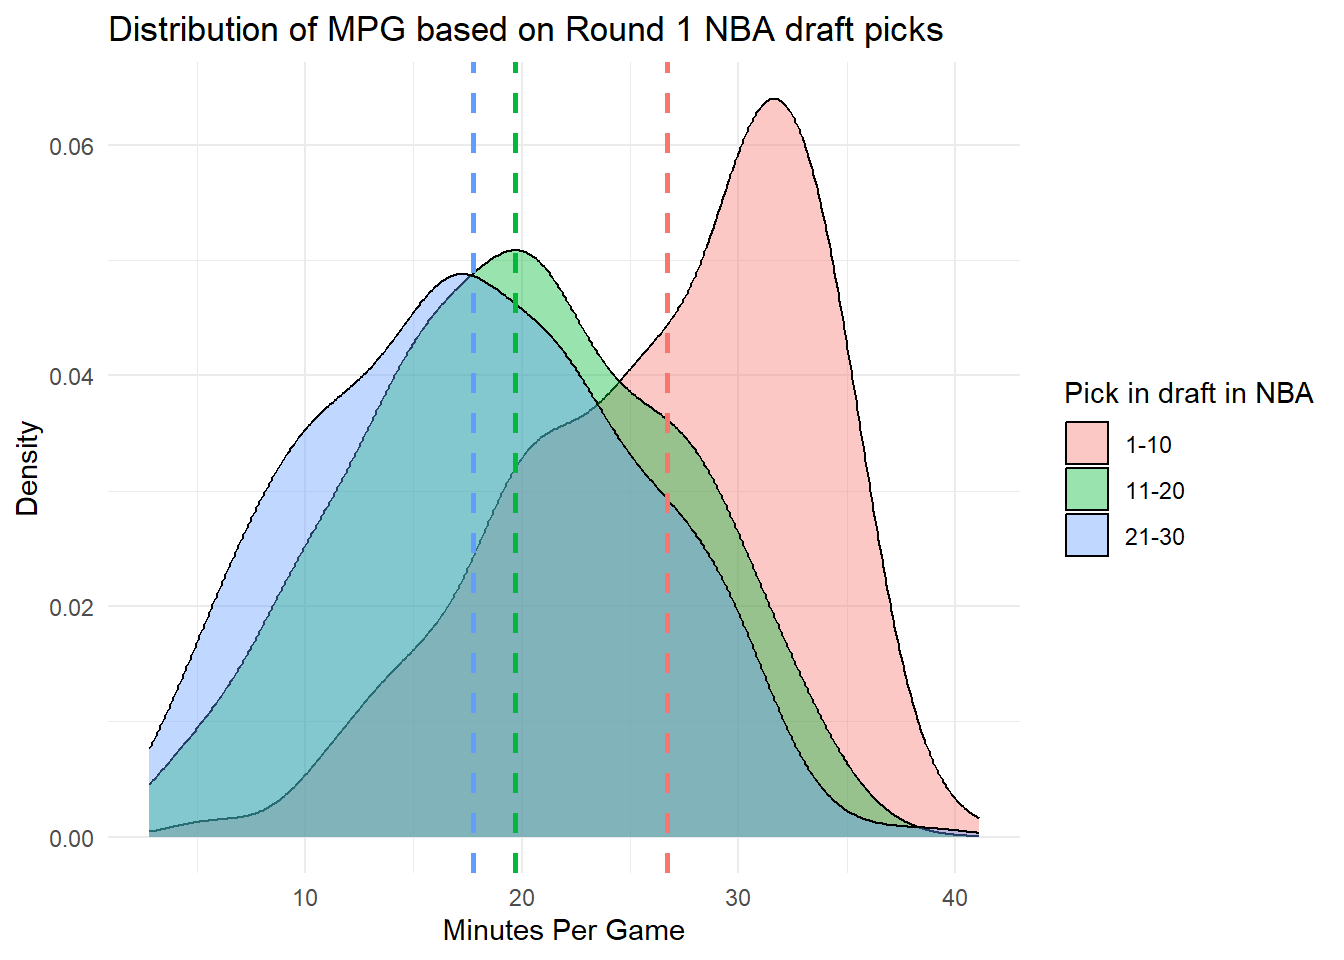 Distribution of MPG based on Round 1 NBA draft picks
Density
0.06
0.04
0.02
0.00
10 20 30 40
Minutes Per Game
Pick in draft in NBA
1-10
11-20
21-30